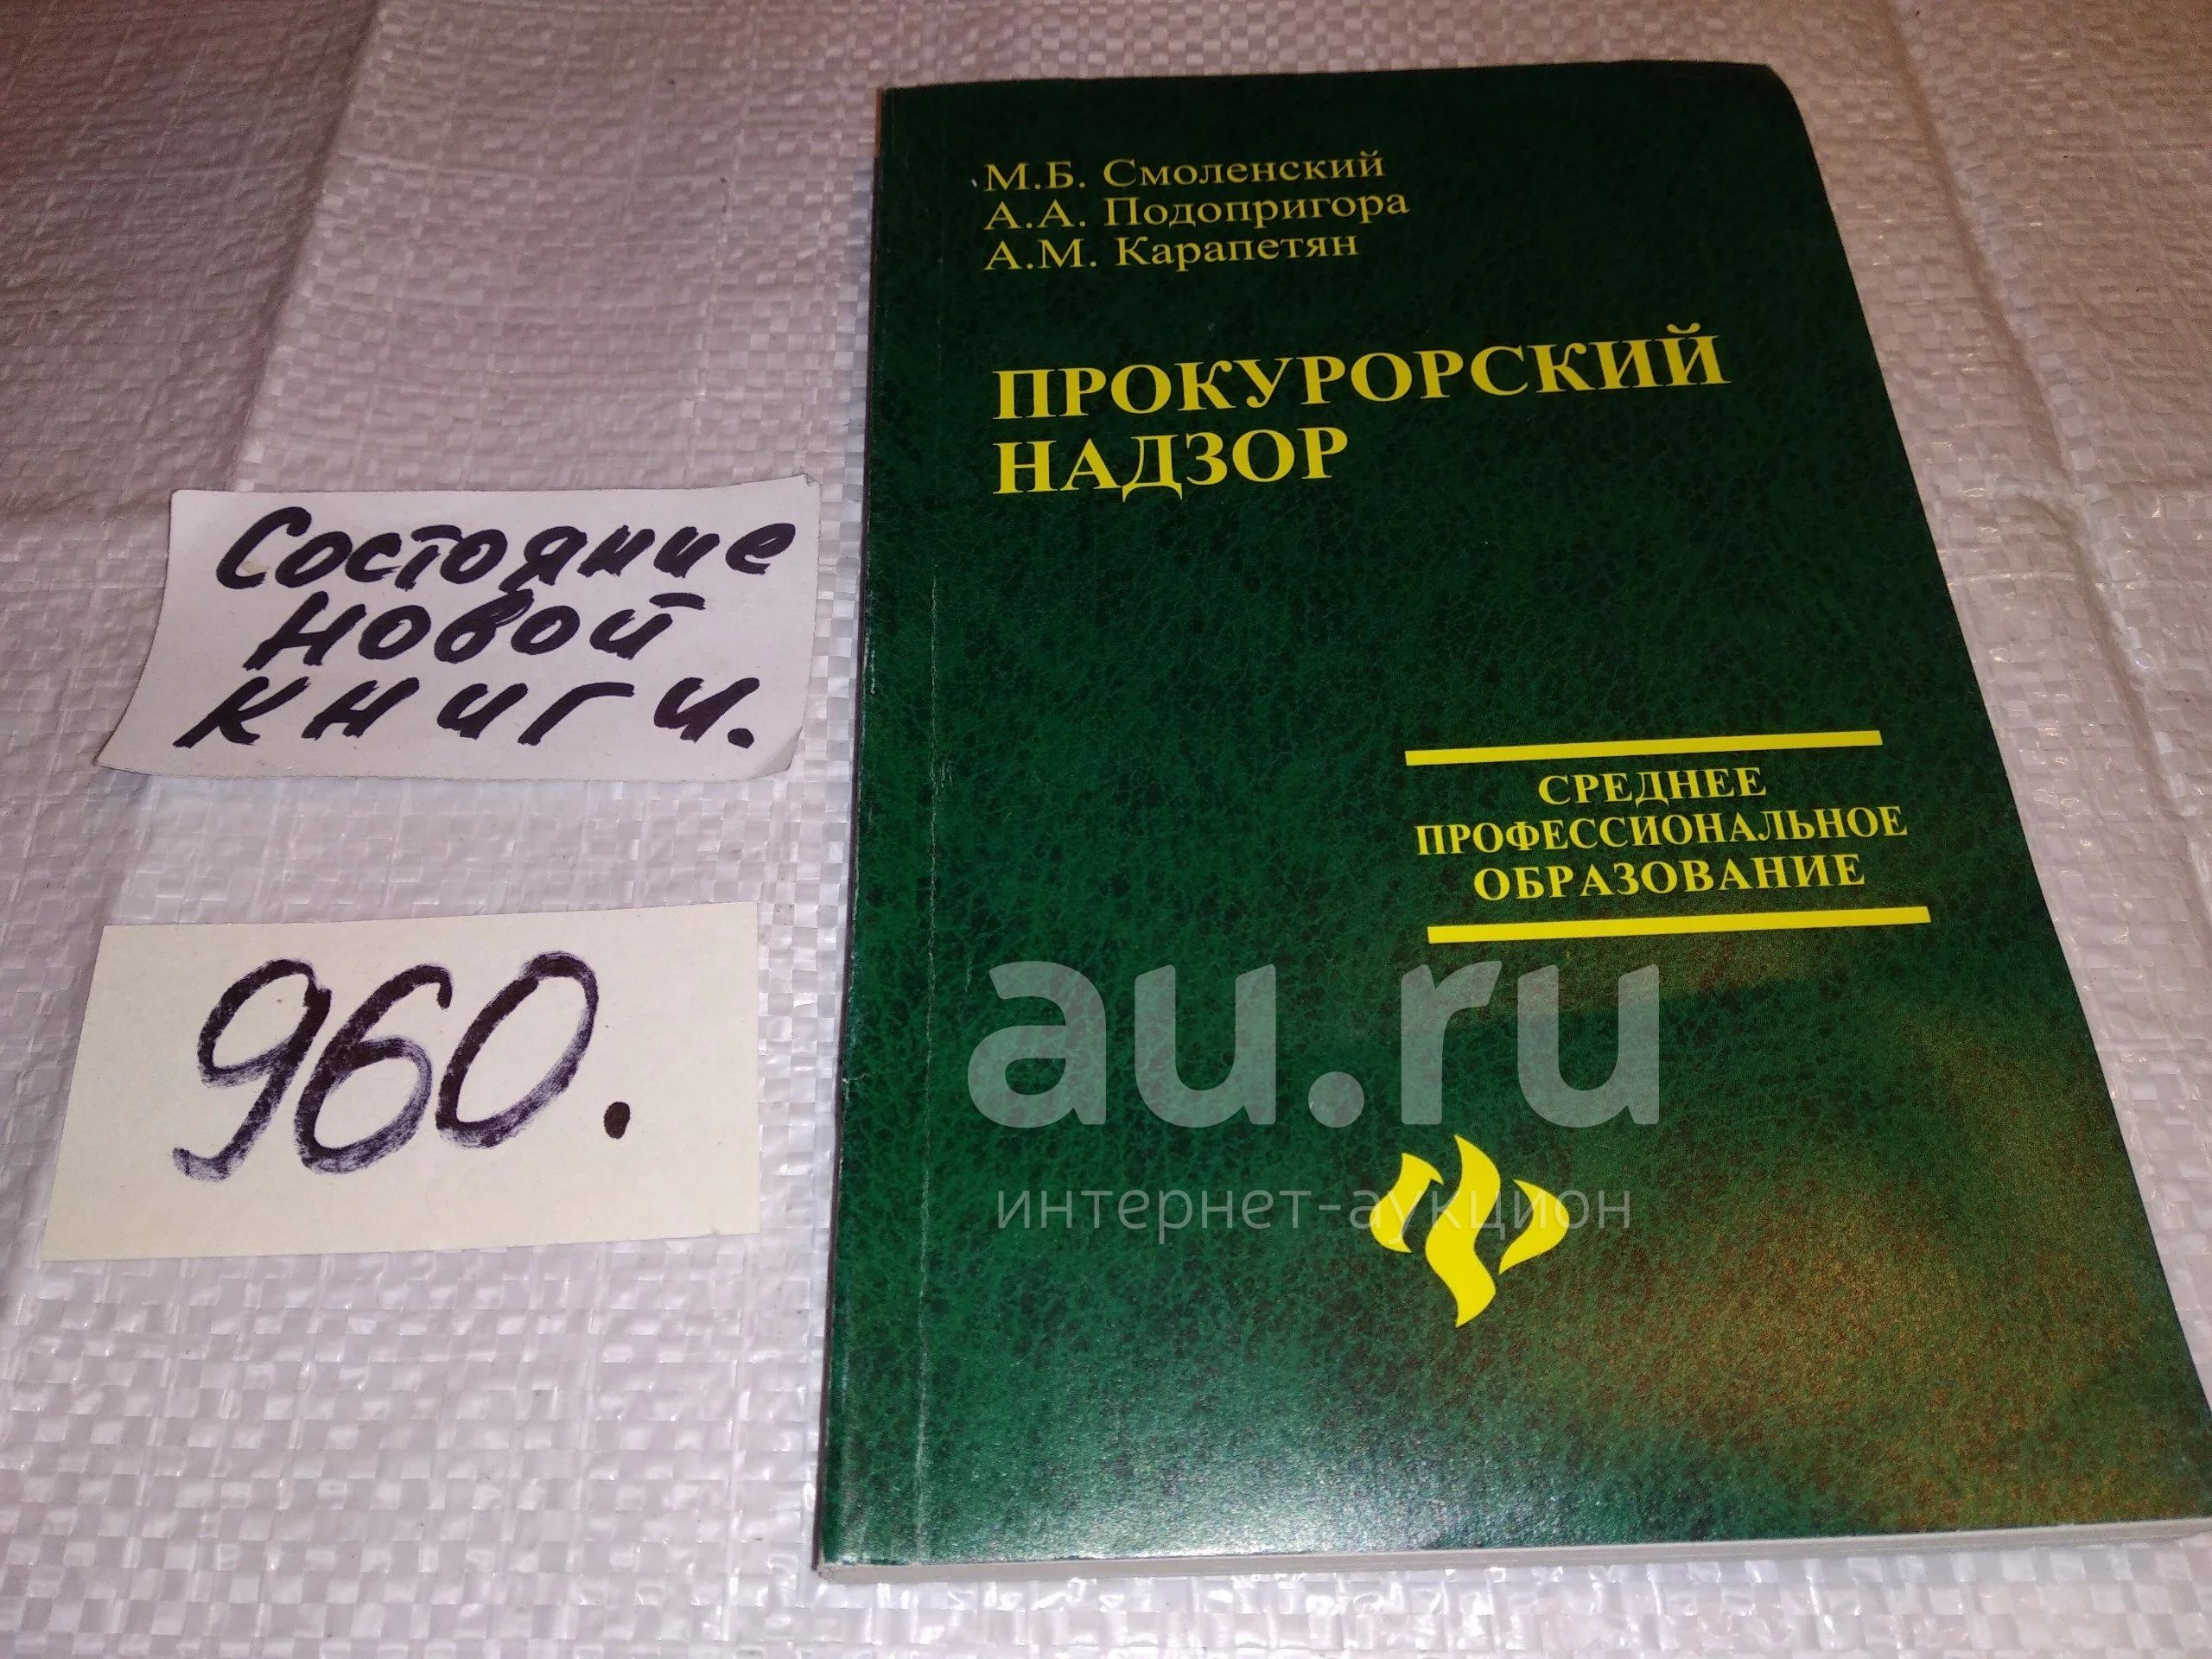 М.Б. Смоленский
А.А. Подопригора
А.М. Карапетян
ПРОКУРОРСКИЙ
НАДЗОР
Состояние
новой
книги.
СРЕДНЕЕ
ПРОФЕССИОНАЛЬНОЕ
ОБРАЗОВАНИЕ
960.
au.ru
интернет-аукцион